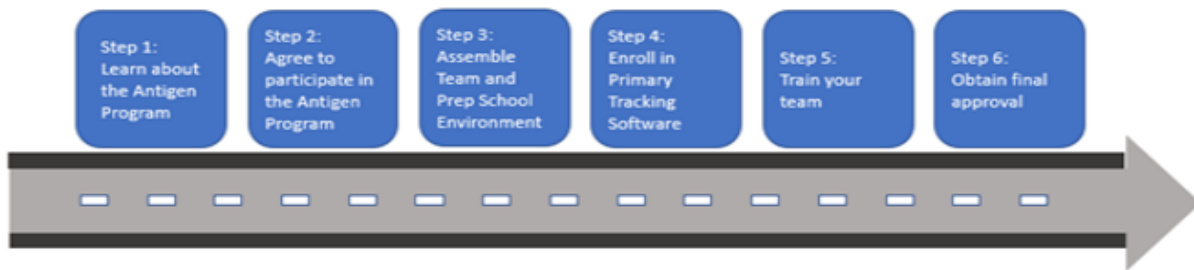 Step 1:
Learn about
the Antigen
Program
Step 2:
Agree to
participate in
the Antigen
Program
Step 3:
Assemble
Team and
Prep School
Environment
Step 4:
Enroll in
Primary
Tracking
Software
Step 5:
Train your
team
Step 6:
Obtain final
approval